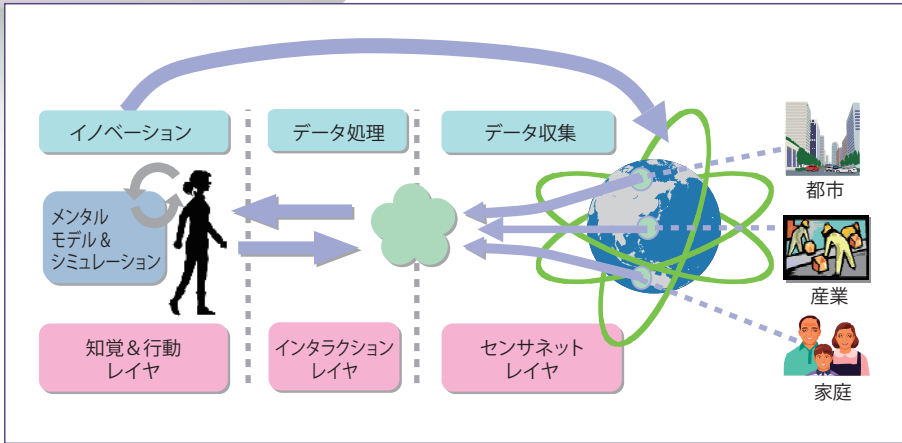 イノベーション
データ処理
データ収集
都市
メンタル
モデル＆
シミュレーション
産業
知覚＆行動
レイヤ
インタラクション
レイヤ
センサネット
レイヤ
家庭